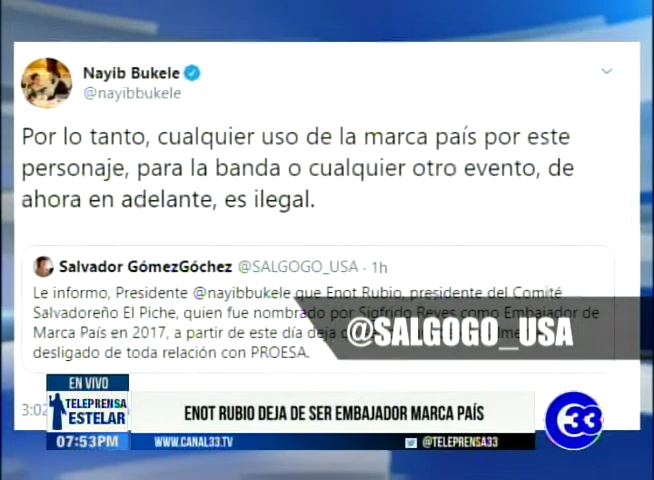 Nayib Bukele
@nayibbukele
Por lo tanto, cualquier uso de la marca país por este
personaje, para la banda o cualquier otro evento, de
ahora en adelante, es ilegal.
Salvador GómezGóchez @SALGOGO_USA · 1h
Le informo, Presidente @nayibbukele que Enot Rubio, presidente del Comité
Salvadoreño El Piche, quien fue nombrado por Sigfrido Reyes como Embajador de
Marca País en 2017, a partir de este día deja
desligado de toda relación con PROESA.
@SALGOGO_USA
EN VIVO
3:02
TELEPRENSA
ESTELAR
ENOT RUBIO DEJA DE SER EMBAJADOR MARCA PAÍS
33
07:53PM
WWW.CANAL33.TV
@TELEPRENSA33